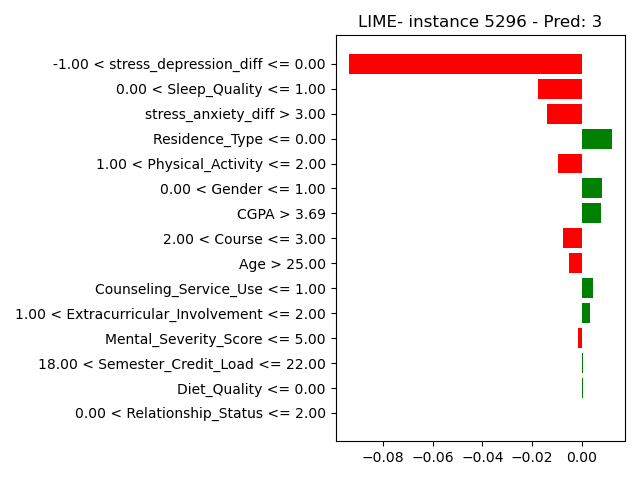 LIME- instance 5296 - Pred: 3
-1.00 < stress_depression_diff <= 0.00
0.00 < Sleep_Quality <= 1.00
stress_anxiety_diff > 3.00
Residence_Type <= 0.00
1.00 < Physical_Activity <= 2.00
0.00 < Gender <= 1.00
CGPA > 3.69
2.00 < Course <= 3.00
Age > 25.00
Counseling_Service_Use <= 1.00
1.00 < Extracurricular_Involvement <= 2.00
Mental_Severity_Score <= 5.00
18.00 < Semester_Credit_Load <= 22.00
Diet_Quality <= 0.00
0.00 < Relationship_Status <= 2.00
−0.08 −0.06 −0.04 −0.02 0.00